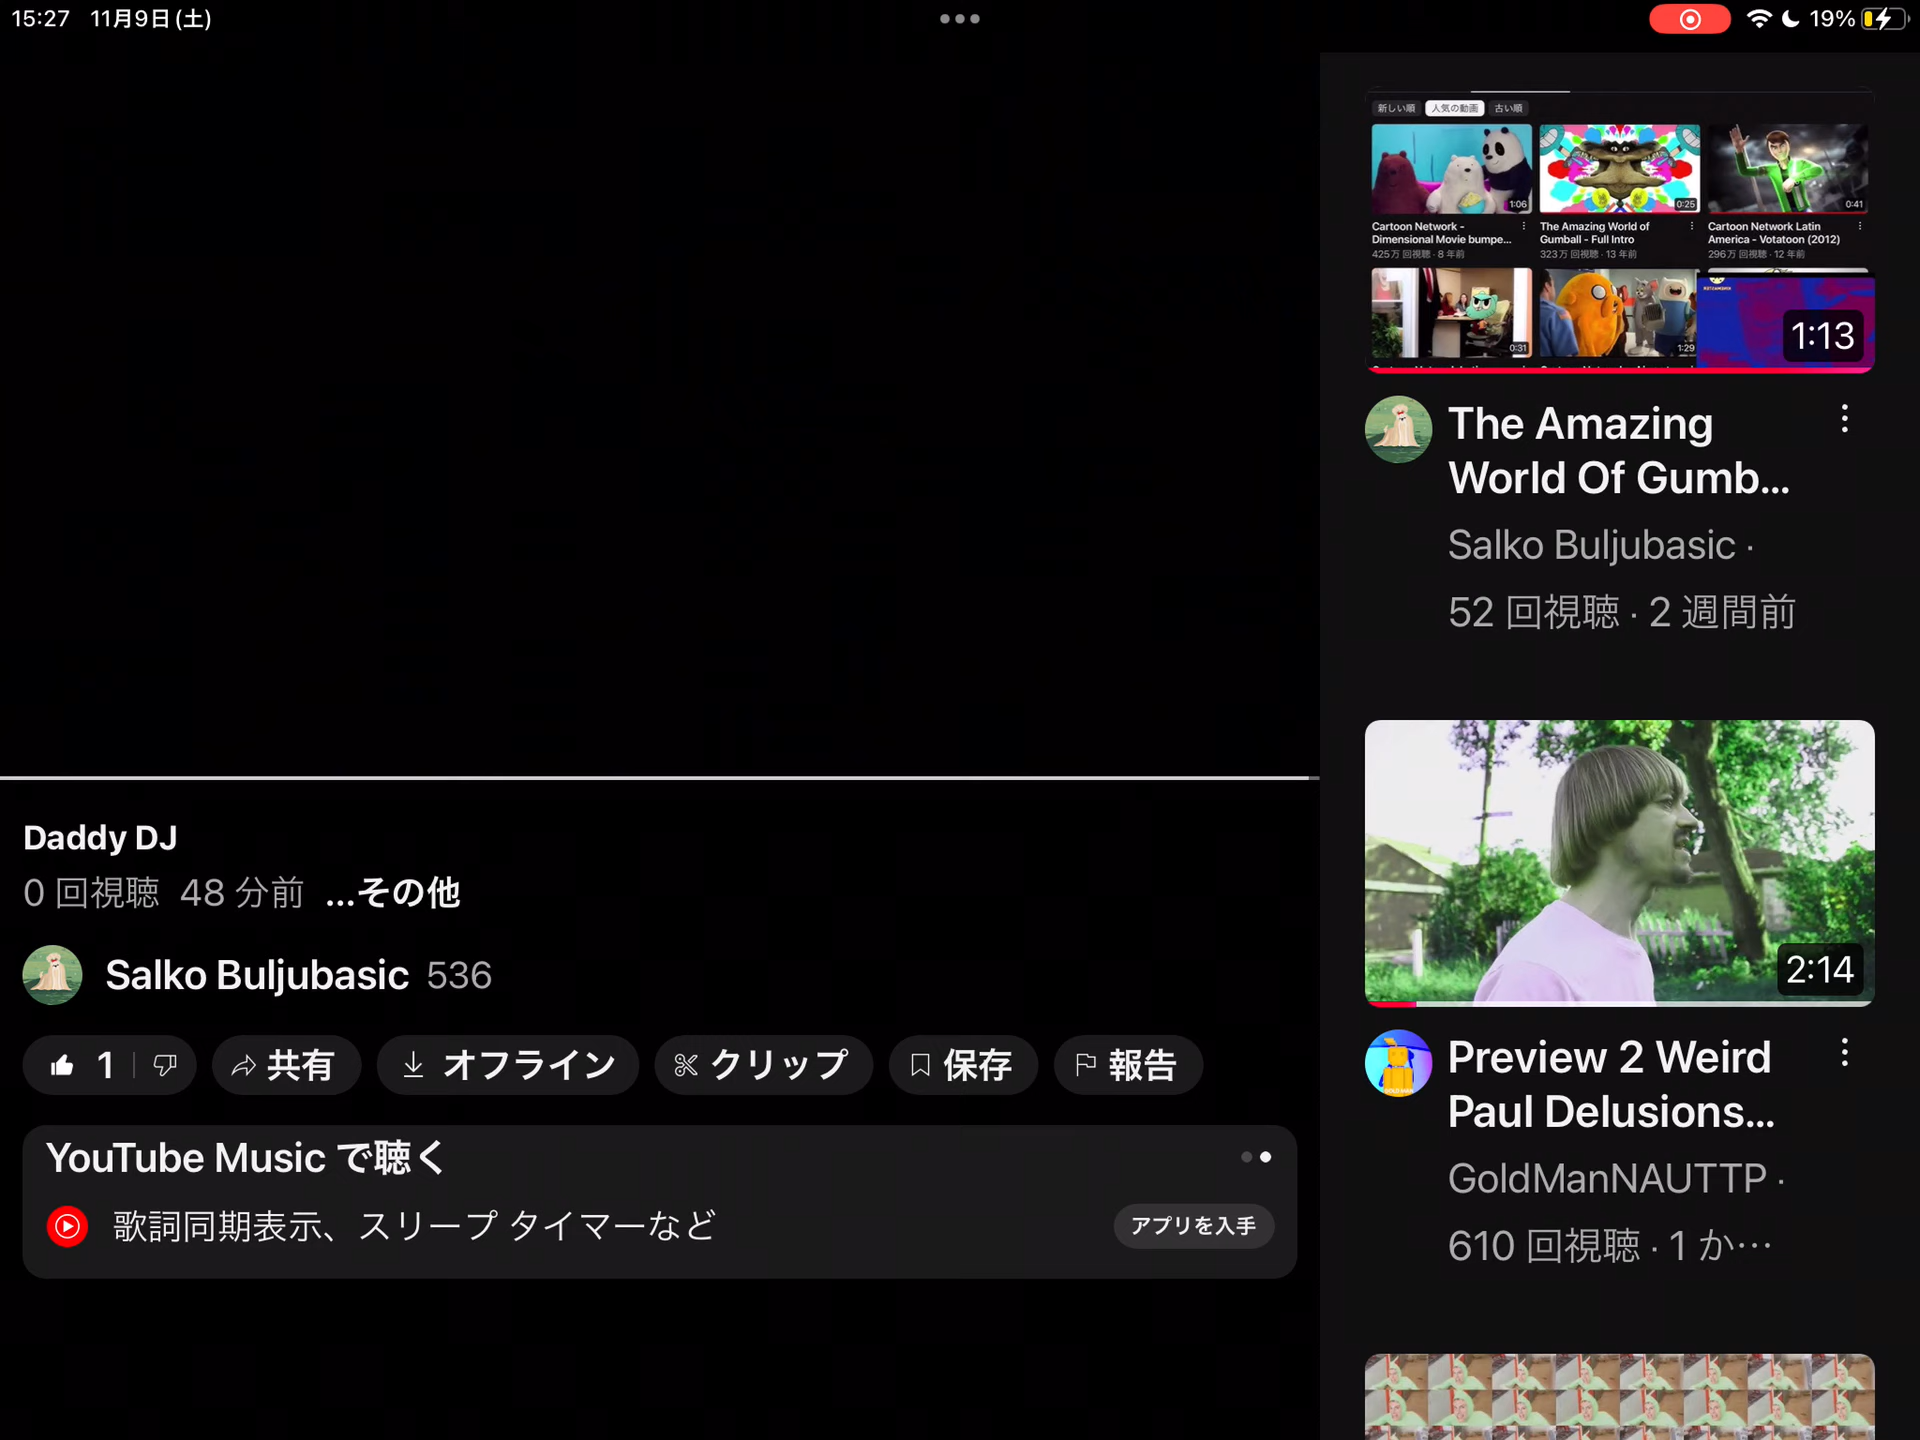 15:27 11月9日(土)
19%
Daddy DJ
0 回視聴 48 分前 ...その他
Salko Buljubasic 536
1
共有
オフライン
クリップ
保存
報告
YouTube Music で聴く
歌詞同期表示、スリープ タイマーなど
アプリを入手
新しい順 人気の動画 古い順
1:06
0:25
0:41
Cartoon Network -
Dimensional Movie bumpe...
425万 回視聴・8 年前
The Amazing World of
Gumball - Full Intro
323万 回視聴・13 年前
Cartoon Network Latin
America - Votatoon (2012)
296万 回視聴・12 年前
0:31
1:29
1:13
The Amazing
World Of Gumb...
Salko Buljubasic ·
52 回視聴 · 2 週間前
2:14
Preview 2 Weird
Paul Delusions...
GoldManNAUTTP ·
610 回視聴 · 1 か…